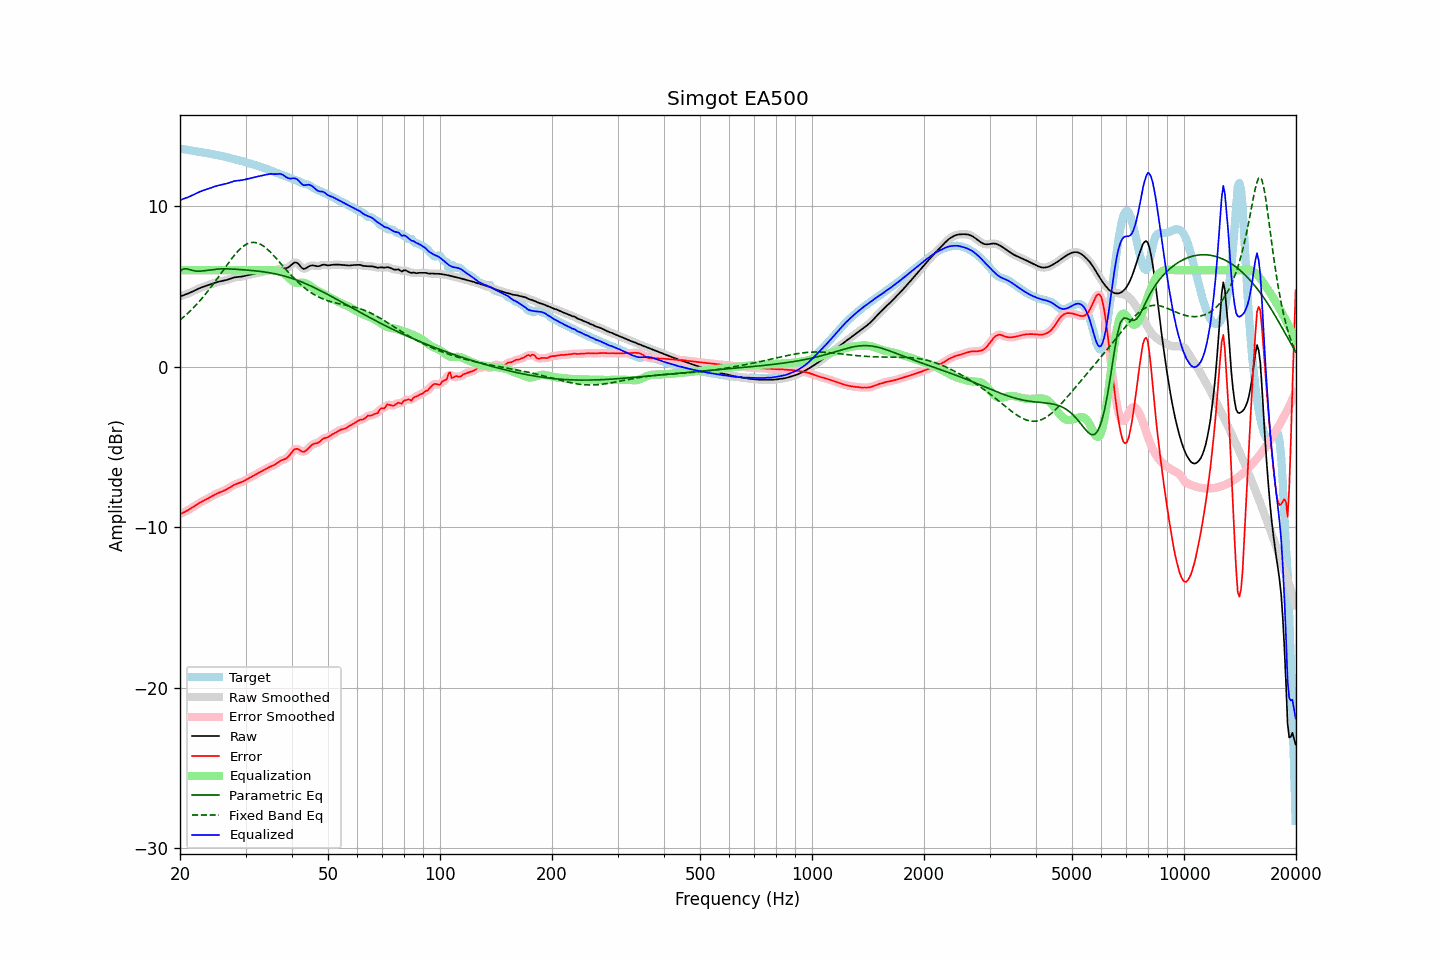 Simgot EA500
Amplitude (dBr)
10
0
−10
−20
−30
Target
Raw Smoothed
Error Smoothed
Raw
Error
Equalization
Parametric Eq
Fixed Band Eq
Equalized
20 50 100 200 500 1000 2000 5000 10000 20000
Frequency (Hz)